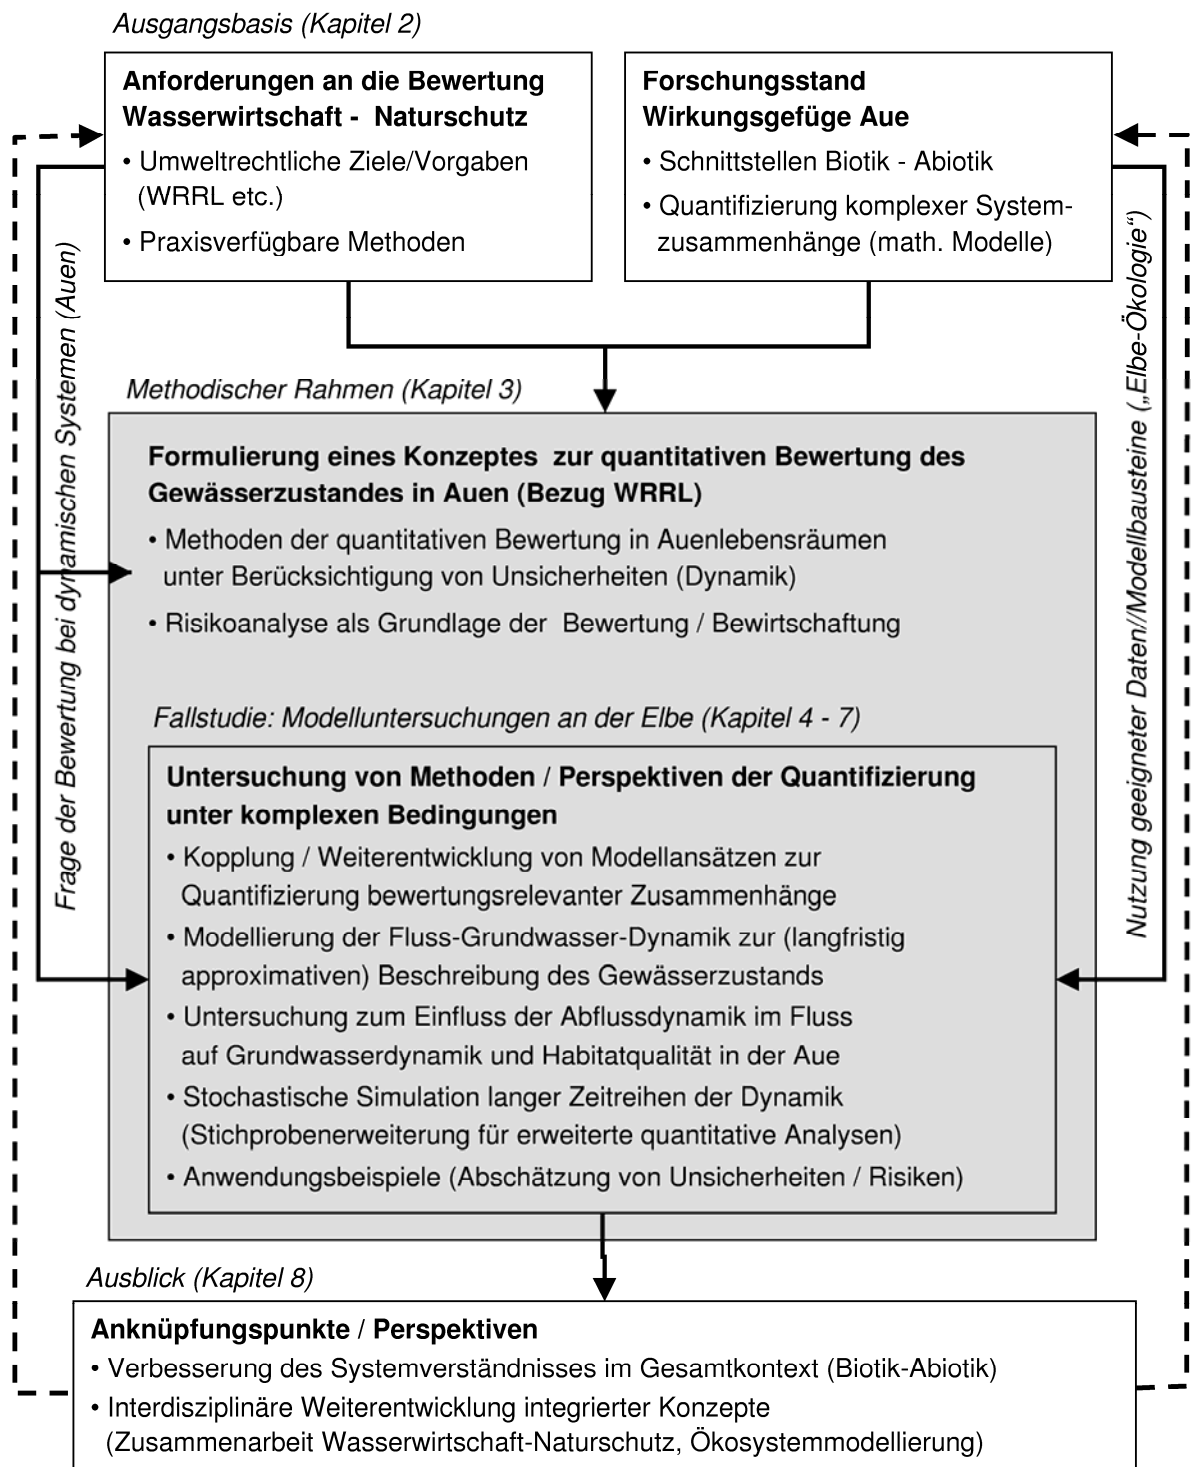 Ausgangsbasis (Kapitel 2)
Anforderungen an die Bewertung
Wasserwirtschaft - Naturschutz
• Umweltrechtliche Ziele/Vorgaben
(WRRL etc.)
• Praxisverfügbare Methoden
Forschungsstand
Wirkungsgefüge Aue
• Schnittstellen Biotik - Abiotik
• Quantifizierung komplexer System-
zusammenhänge (math. Modelle)
Frage der Bewertung bei dynamischen Systemen (Auen)
Nutzung geeigneter Daten//Modellbausteine („Elbe-Ökologie“)
Methodischer Rahmen (Kapitel 3)
Formulierung eines Konzeptes zur quantitativen Bewertung des
Gewässerzustandes in Auen (Bezug WRRL)
• Methoden der quantitativen Bewertung in Auenlebensräumen
unter Berücksichtigung von Unsicherheiten (Dynamik)
• Risikoanalyse als Grundlage der Bewertung / Bewirtschaftung
Fallstudie: Modelluntersuchungen an der Elbe (Kapitel 4 - 7)
Untersuchung von Methoden / Perspektiven der Quantifizierung
unter komplexen Bedingungen
• Kopplung / Weiterentwicklung von Modellansätzen zur
Quantifizierung bewertungsrelevanter Zusammenhänge
• Modellierung der Fluss-Grundwasser-Dynamik zur (langfristig
approximativen) Beschreibung des Gewässerzustands
• Untersuchung zum Einfluss der Abflussdynamik im Fluss
auf Grundwasserdynamik und Habitatqualität in der Aue
• Stochastische Simulation langer Zeitreihen der Dynamik
(Stichprobenerweiterung für erweiterte quantitative Analysen)
• Anwendungsbeispiele (Abschätzung von Unsicherheiten / Risiken)
Ausblick (Kapitel 8)
Anknüpfungspunkte / Perspektiven
• Verbesserung des Systemverständnisses im Gesamtkontext (Biotik-Abiotik)
• Interdisziplinäre Weiterentwicklung integrierter Konzepte
(Zusammenarbeit Wasserwirtschaft-Naturschutz, Ökosystemmodellierung)